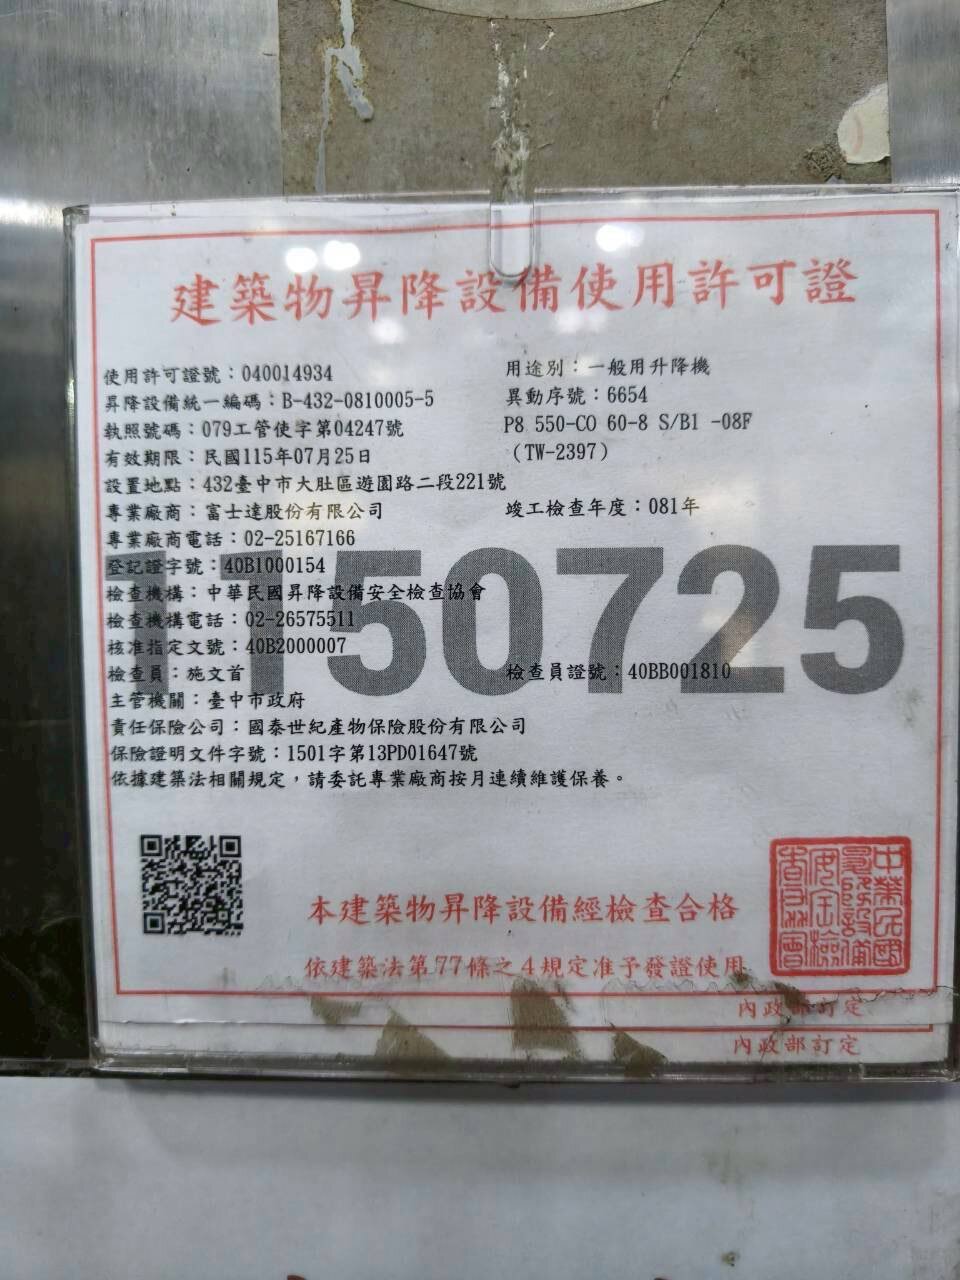 建築物昇降設備使用許可證
使用許可證號：040014934 用途別：一般用升降機
昇降設備統一編碼：B-432-0810005-5 異動序號：6654
執照號碼：079工管使字第04247號 P8 550-CO 60-8 S/B1 -08F
有效期限：民國115年07月25日 （TW-2397）
設置地點：432臺中市大肚區遊園路二段221號
專業廠商：富士達股份有限公司 竣工檢查年度：081年
專業廠商電話：02-25167166
登記證字號：40B1000154
1150725
檢查機構：中華民國昇降設備安全檢查協會
檢查機構電話：02-26575511
核准指定文號：40B2000007
檢查員：施文首 檢查員證號：40BB001810
主管機關：臺中市政府
責任保險公司：國泰世紀產物保險股份有限公司
保險證明文件字號：1501字第13PD01647號
依據建築法相關規定，請委託專業廠商按月連續維護保養。
本建築物昇降設備經檢查合格
依建築法第77條之4規定准予發證使用
中華民國昇降設備安全檢查協會
內政部訂定
內政部訂定